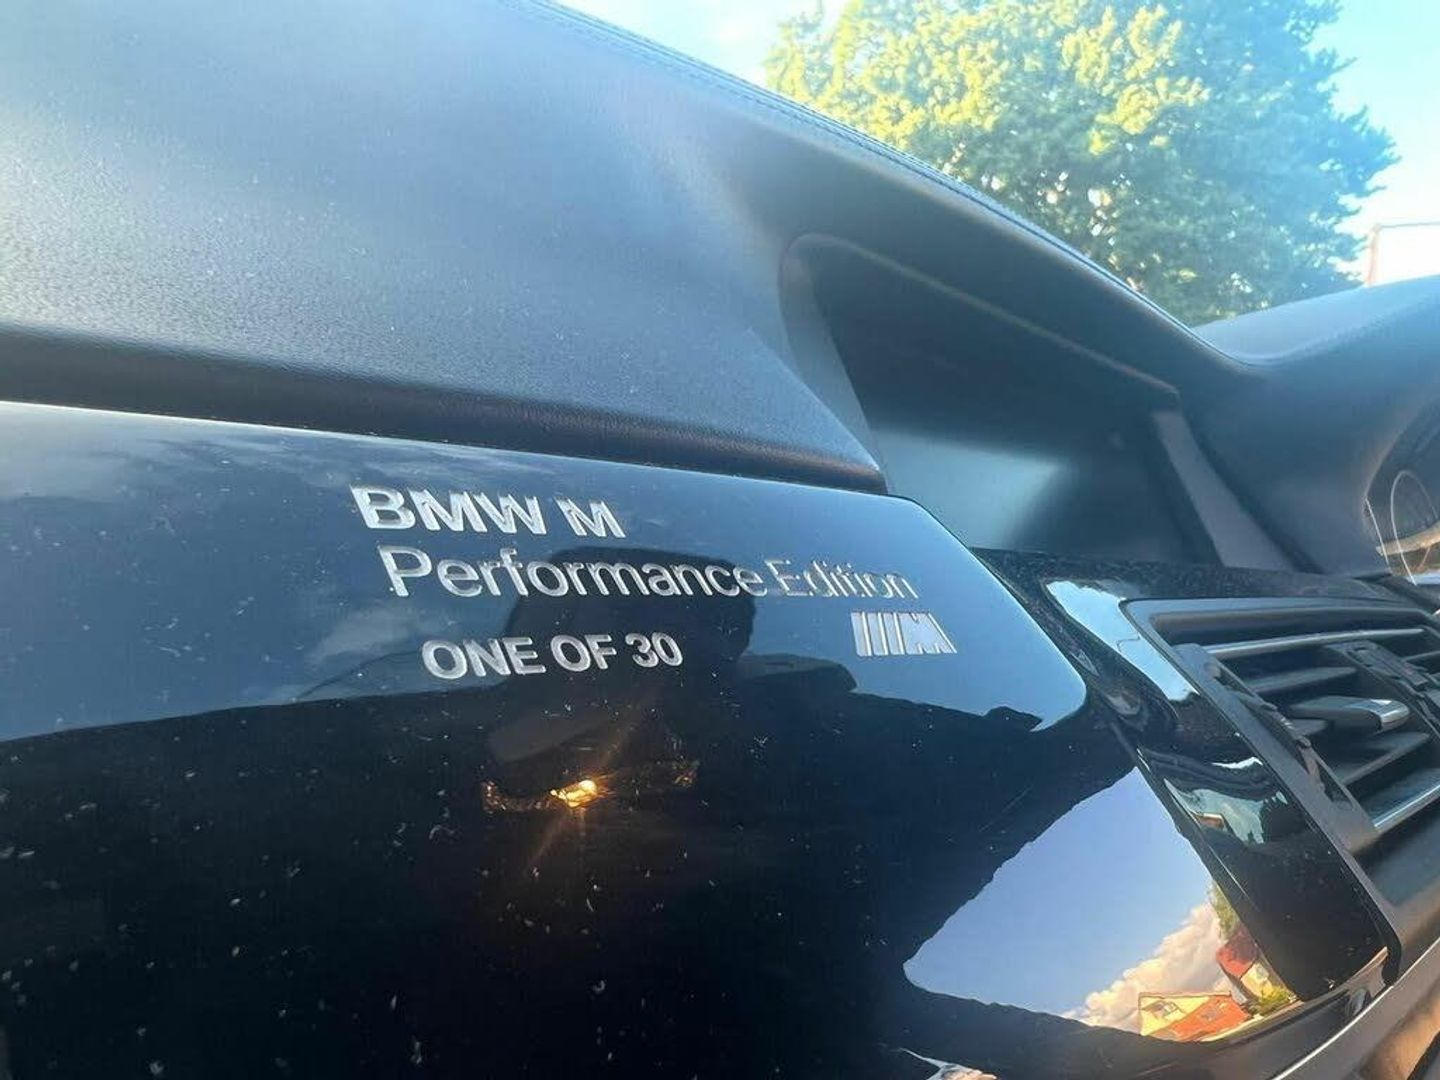 BMW M
Performance Edition
ONE OF 30
M